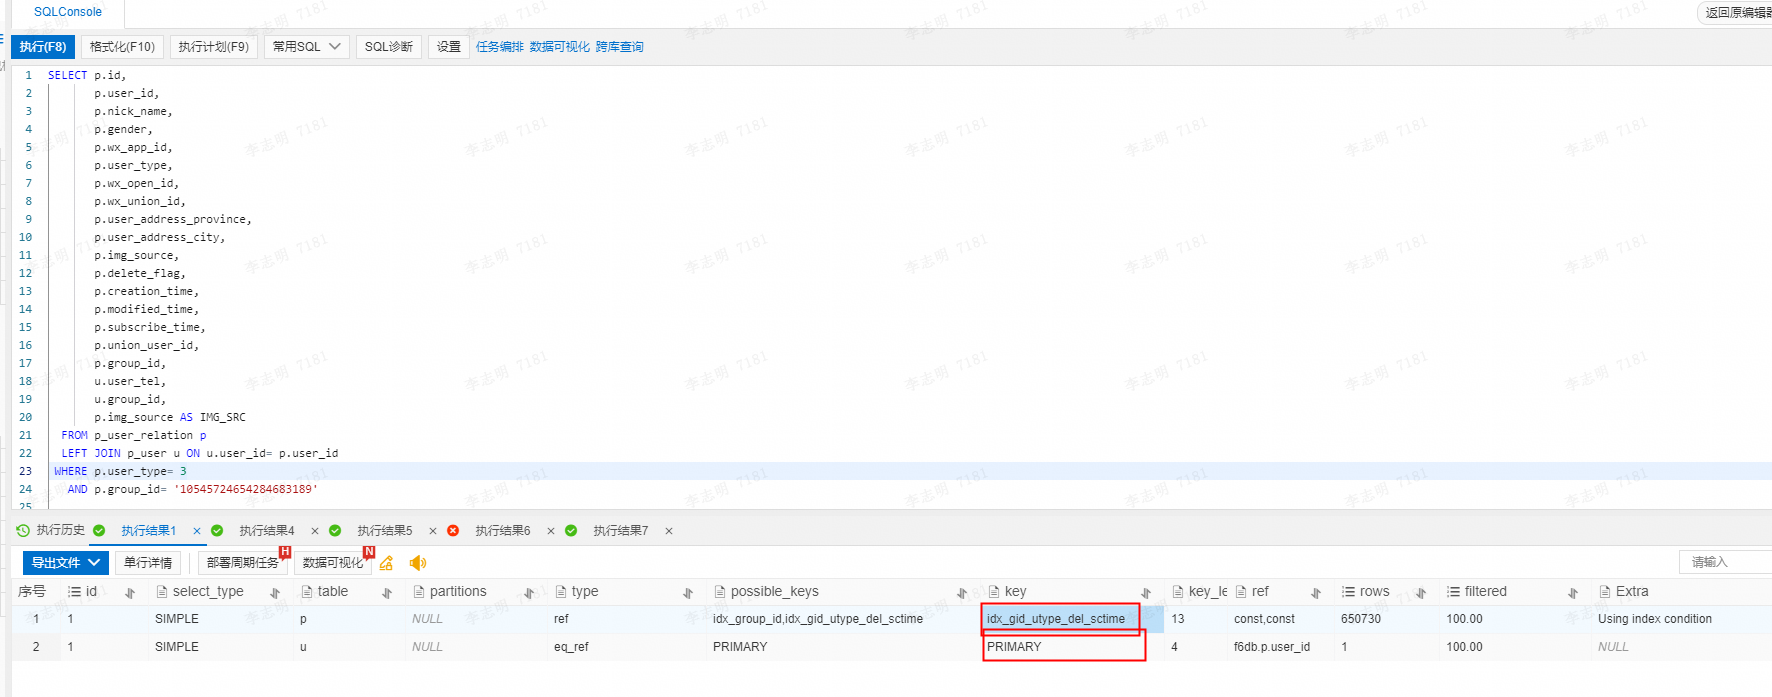 SQLConsole
返回原编辑器
执行(F8) 格式化(F10) 执行计划(F9) 常用SQL SQL诊断 设置 任务编排 数据可视化 跨库查询
1 SELECT p.id,
2 p.user_id,
3 p.nick_name,
4 p.gender,
5 p.wx_app_id,
6 p.user_type,
7 p.wx_open_id,
8 p.wx_union_id,
9 p.user_address_province,
10 p.user_address_city,
11 p.img_source,
12 p.delete_flag,
13 p.creation_time,
14 p.modified_time,
15 p.subscribe_time,
16 p.union_user_id,
17 p.group_id,
18 u.user_tel,
19 u.group_id,
20 p.img_source AS IMG_SRC
21 FROM p_user_relation p
22 LEFT JOIN p_user u ON u.user_id= p.user_id
23 WHERE p.user_type= 3
24 AND p.group_id= '10545724654284683189'
25
执行历史 执行结果1 × 执行结果4 × 执行结果5 × 执行结果6 × 执行结果7 ×
导出文件 单行详情 部署周期任务 H 数据可视化 N 请输入
序号 id select_type table partitions type possible_keys key key_le ref rows filtered Extra
1 1 SIMPLE p NULL ref idx_group_id,idx_gid_utype_del_sctime idx_gid_utype_del_sctime 13 const,const 650730 100.00 Using index condition
2 1 SIMPLE u NULL eq_ref PRIMARY PRIMARY 4 f6db.p.user_id 1 100.00 NULL
李志明 7181